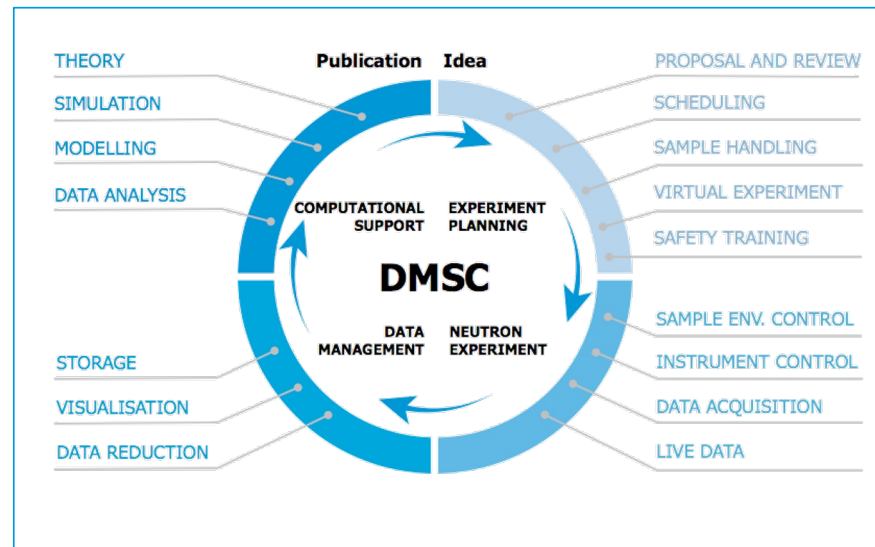 Publication Idea
THEORY
SIMULATION
MODELLING
DATA ANALYSIS
PROPOSAL AND REVIEW
SCHEDULING
SAMPLE HANDLING
VIRTUAL EXPERIMENT
SAFETY TRAINING
COMPUTATIONAL
SUPPORT
EXPERIMENT
PLANNING
DMSC
DATA
MANAGEMENT
NEUTRON
EXPERIMENT
STORAGE
VISUALISATION
DATA REDUCTION
SAMPLE ENV. CONTROL
INSTRUMENT CONTROL
DATA ACQUISITION
LIVE DATA